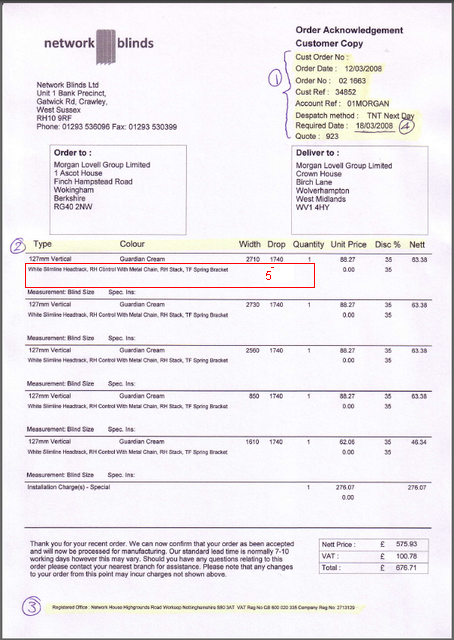 network blinds
Order Acknowledgement
Customer Copy
Cust Order No :
Order Date : 12/03/2008
1
Order No : 02 1663
Cust Ref : 34852
Account Ref : 01MORGAN
Despatch method : TNT Next Day
Required Date : 18/03/2008 4
Quote : 923
Network Blinds Ltd
Unit 1 Bank Precinct,
Gatwick Rd, Crawley,
West Sussex
RH10 9RF
Phone: 01293 536096 Fax: 01293 530399
Order to :
Morgan Lovell Group Limited
1 Ascot House
Finch Hampstead Road
Wokingham
Berkshire
RG40 2NW
Deliver to :
Morgan Lovell Group Limited
Crown House
Birch Lane
Wolverhampton
West Midlands
WV1 4HY
2 Type Colour Width Drop Quantity Unit Price Disc % Nett
127mm Vertical Guardian Cream 2710 1740 1 88.27 35 63.38
White Slimline Headtrack, RH Control With Metal Chain, RH Stack, TF Spring Bracket 5 0.00 35
Measurement: Blind Size Spec. Ins:
127mm Vertical Guardian Cream 2730 1740 1 88.27 35 63.38
White Slimline Headtrack, RH Control With Metal Chain, RH Stack, TF Spring Bracket 0.00 35
Measurement: Blind Size Spec. Ins:
127mm Vertical Guardian Cream 2560 1740 1 88.27 35 63.38
White Slimline Headtrack, RH Control With Metal Chain, RH Stack, TF Spring Bracket 0.00 35
Measurement: Blind Size Spec. Ins:
127mm Vertical Guardian Cream 850 1740 1 88.27 35 63.38
White Slimline Headtrack, RH Control With Metal Chain, RH Stack, TF Spring Bracket 0.00 35
Measurement: Blind Size Spec. Ins:
127mm Vertical Guardian Cream 1610 1740 1 62.06 35 46.34
White Slimline Headtrack, RH Control With Metal Chain, RH Stack, TF Spring Bracket 0.00 35
Measurement: Blind Size Spec. Ins:
Installation Charge(s) - Special 1 276.07 276.07
0.00
Thank you for your recent order. We can now confirm that your order as been accepted
and will now be processed for manufacturing. Our standard lead time is normally 7-10
working days however this may vary. Should you have any questions relating to this
order please contact your nearest branch for assistance. Please note that any changes
to your order from this point may incur charges not shown above.
Nett Price : £ 575.93
VAT : £ 100.78
Total : £ 676.71
3
Registered Office : Network House Highgrounds Road Worksop Nottinghamshire S80 3AT VAT Reg No GB 600 020 335 Company Reg No: 2713129